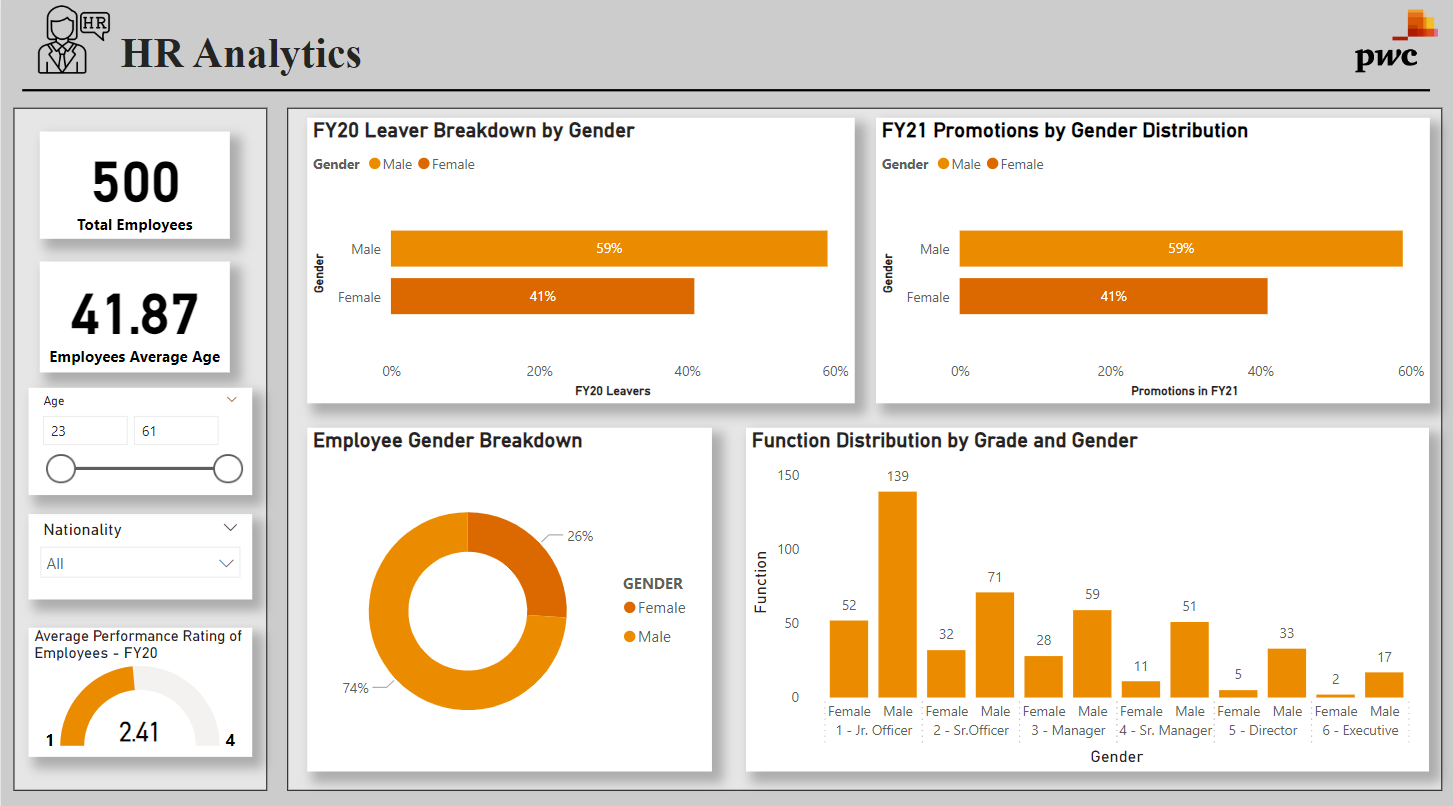 HR
HR Analytics
pwc
500
Total Employees
41.87
Employees Average Age
Age
23 61
Nationality
All
Average Performance Rating of
Employees - FY20
2.41
1 4
FY20 Leaver Breakdown by Gender
Gender Male Female
Gender
Male 59%
Female 41%
0% 20% 40% 60%
FY20 Leavers
FY21 Promotions by Gender Distribution
Gender Male Female
Gender
Male 59%
Female 41%
0% 20% 40% 60%
Promotions in FY21
Employee Gender Breakdown
26%
74%
GENDER
Female
Male
Function Distribution by Grade and Gender
Function
150
100
50
0
52 139 32 71 28 59 11 51 5 33 2 17
Female Male Female Male Female Male Female Male Female Male Female Male
1 - Jr. Officer 2 - Sr.Officer 3 - Manager 4 - Sr. Manager 5 - Director 6 - Executive
Gender